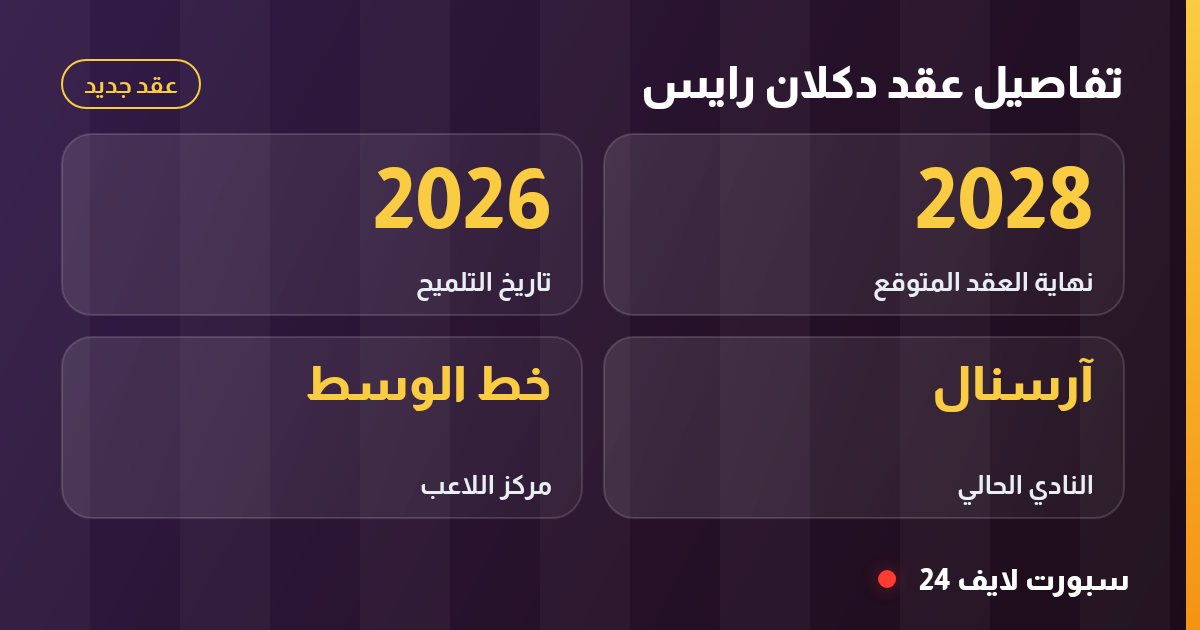 تفاصيل عقد دكلان رايس
عقد جديد
2028
نهاية العقد المتوقع
2026
تاريخ التلميح
آرسنال
النادي الحالي
خط الوسط
مركز اللاعب
سبورت لايف 24